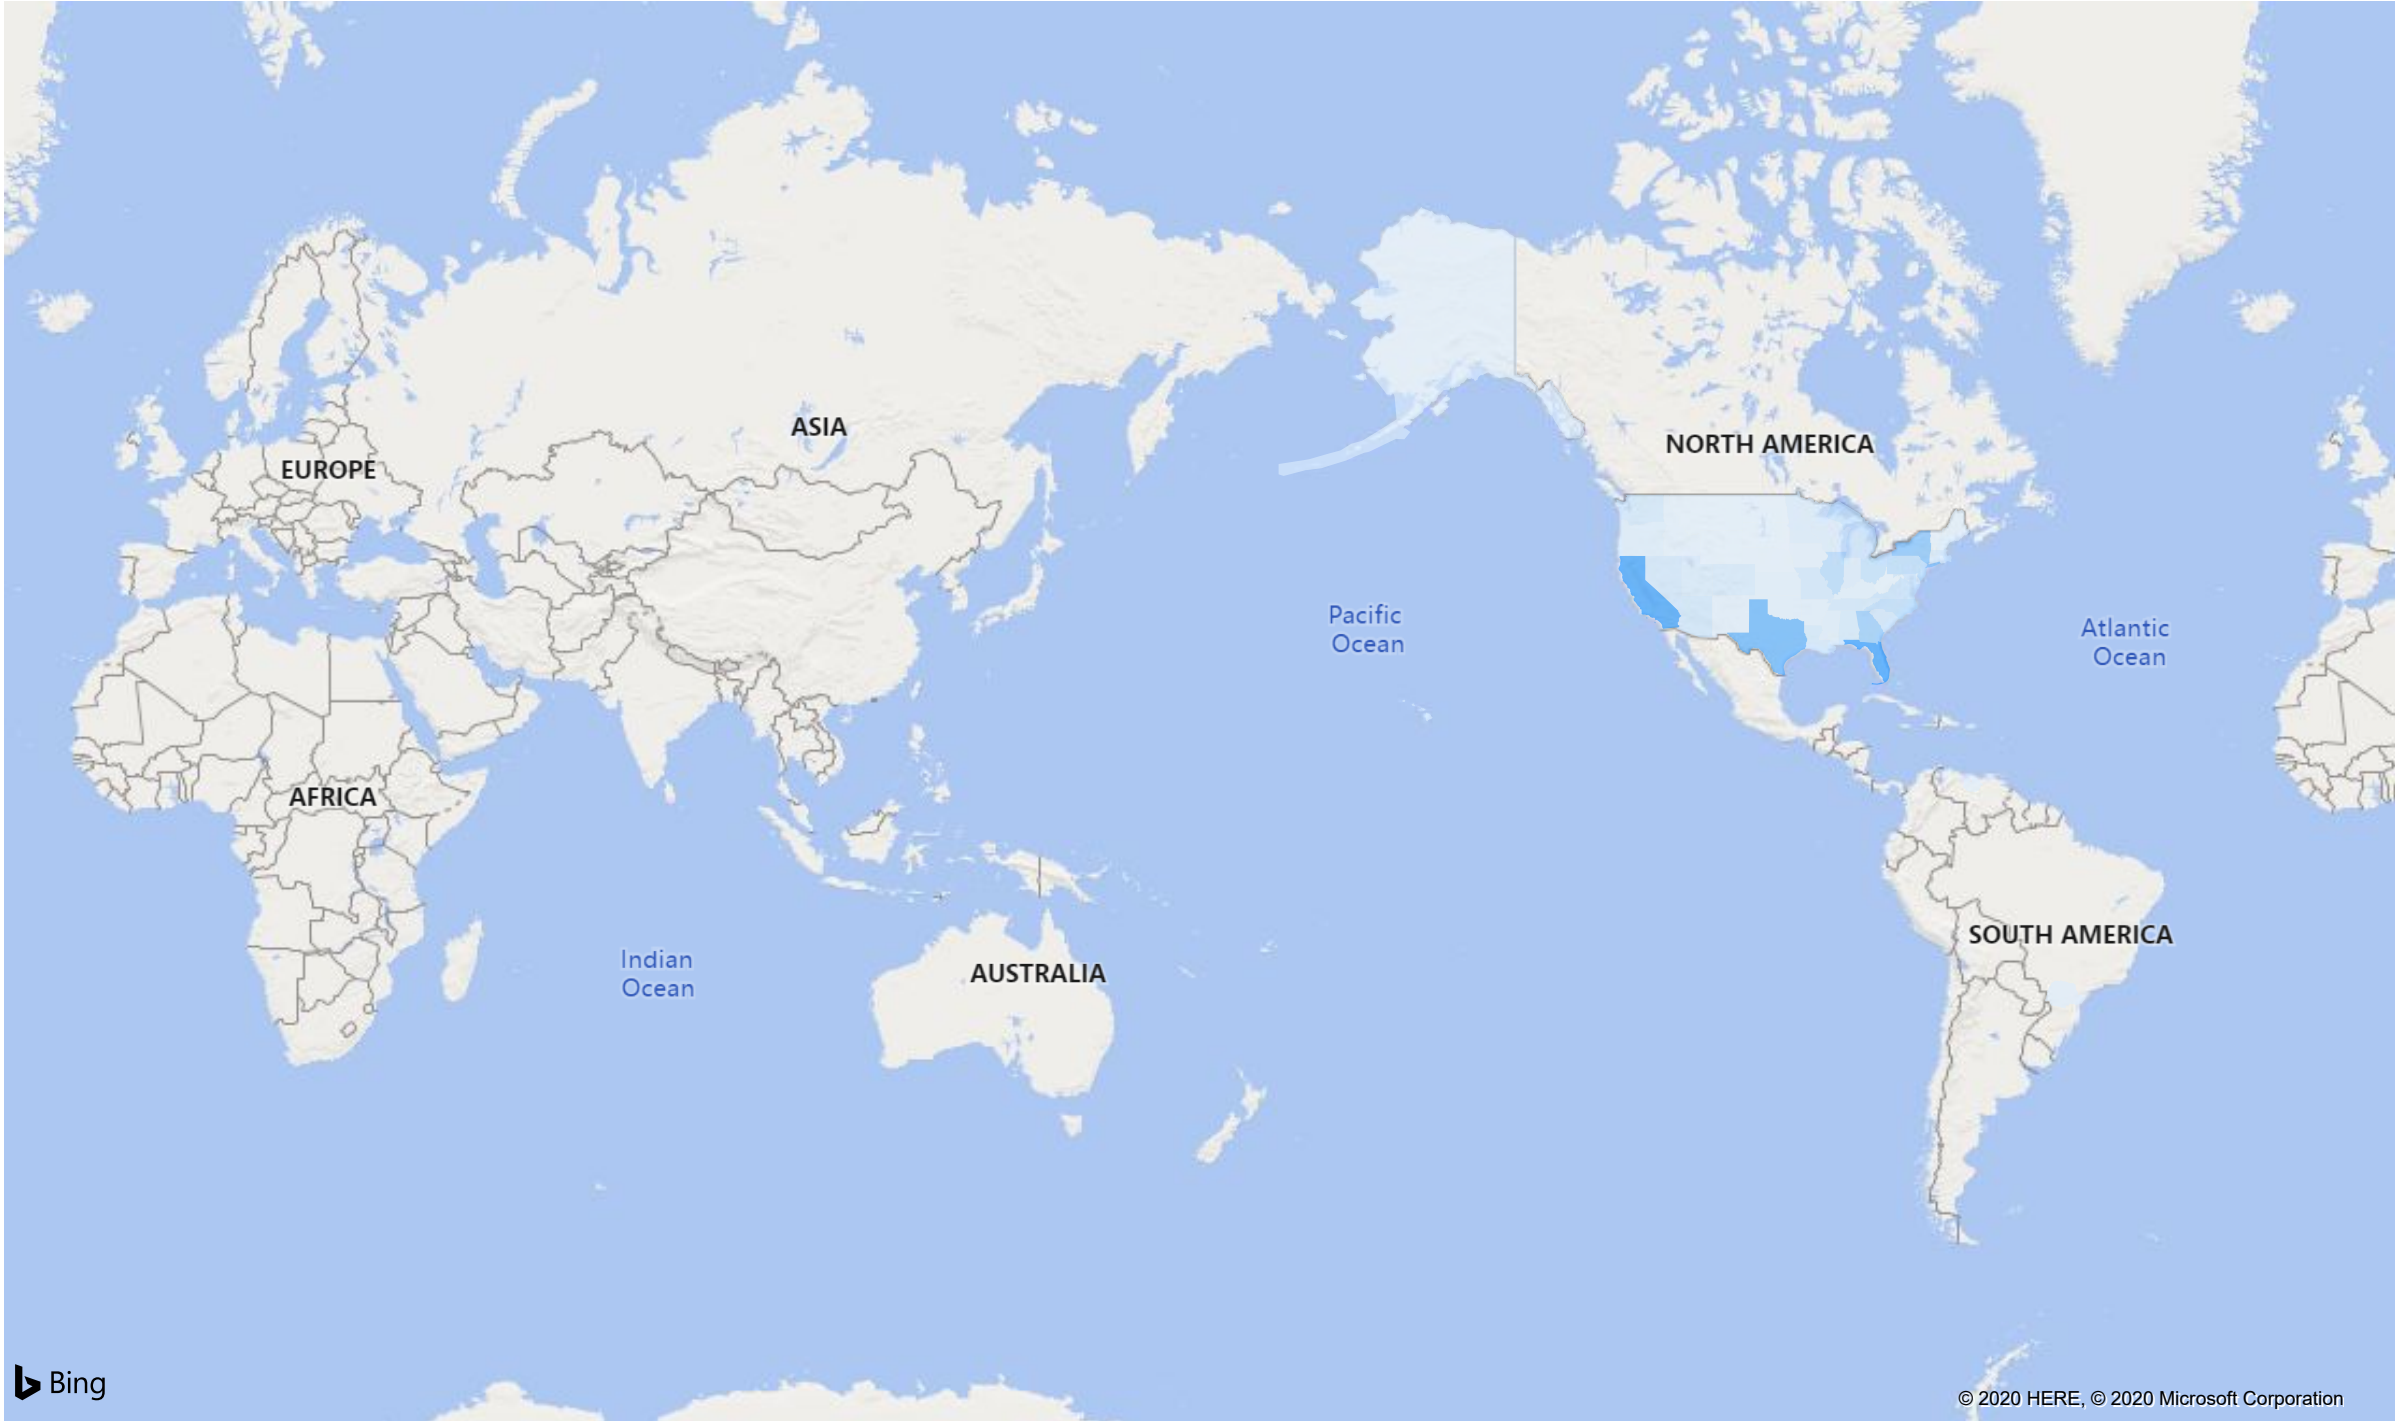 ASIA
NORTH AMERICA
EUROPE
Pacific
Ocean
Atlantic
Ocean
AFRICA
SOUTH AMERICA
Indian
Ocean
AUSTRALIA
Bing
© 2020 HERE, © 2020 Microsoft Corporation